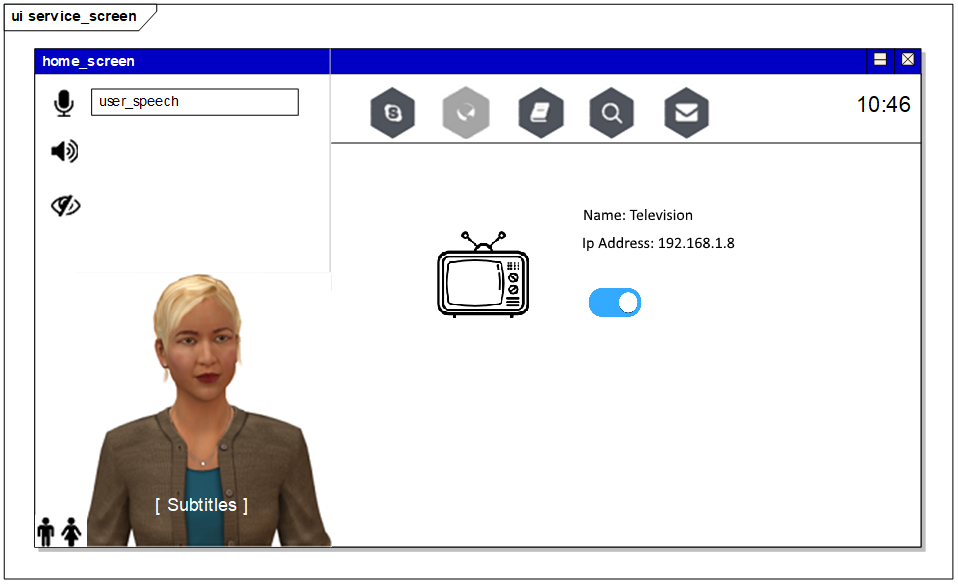 ui service_screen
home_screen
user_speech
10:46
Name: Television
Ip Address: 192.168.1.8
[ Subtitles ]